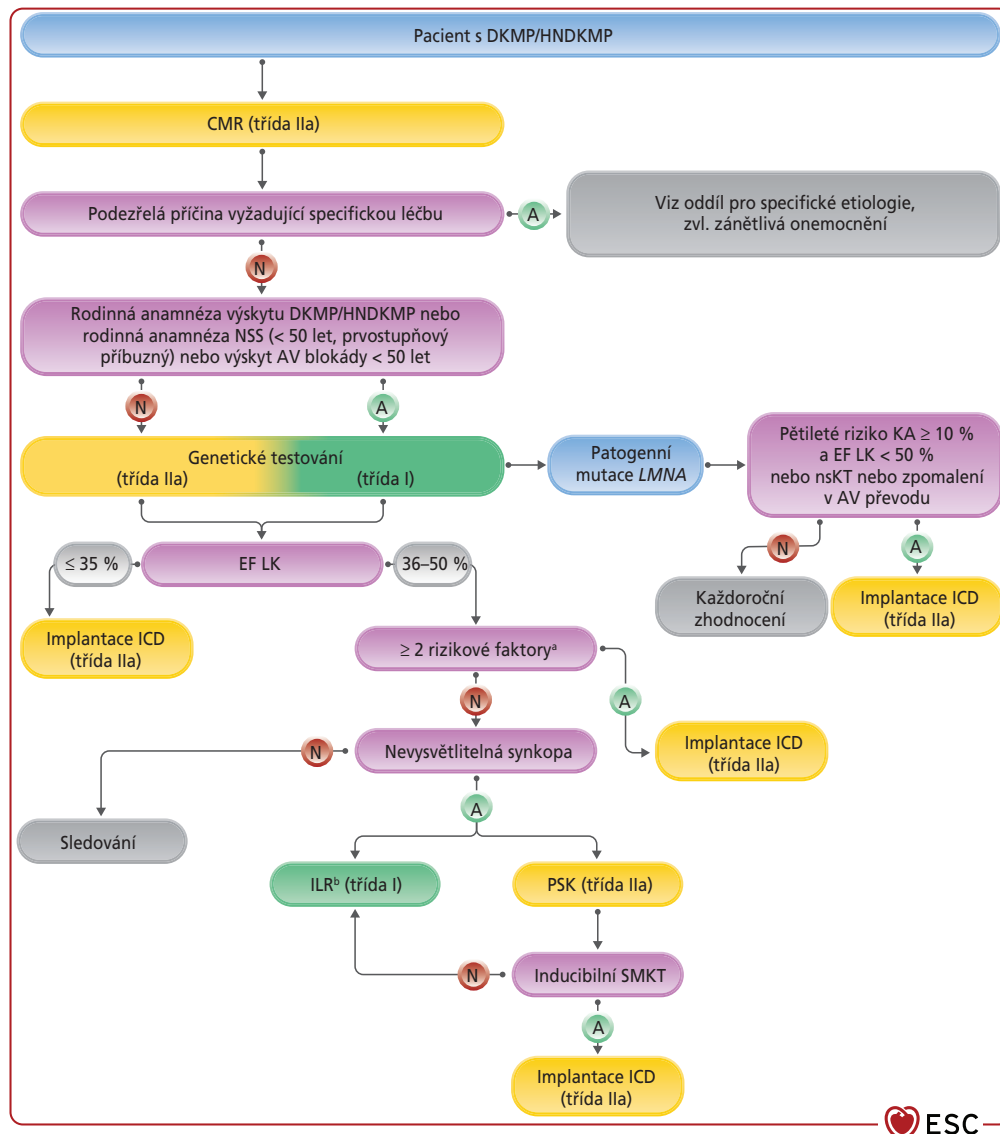 Pacient s DKMP/HNDKMP
CMR (třída IIa)
Podezřelá příčina vyžadující specifickou léčbu
A
Viz oddíl pro specifické etiologie,
zvl. zánětlivá onemocnění
N
Rodinná anamnéza výskytu DKMP/HNDKMP nebo
rodinná anamnéza NSS (< 50 let, prvostupňový
příbuzný) nebo výskyt AV blokády < 50 let
N
A
Genetické testování
(třída IIa)
(třída I)
Patogenní
mutace LMNA
Pětileté riziko KA ≥ 10 %
a EF LK < 50 %
nebo nsKT nebo zpomalení
v AV převodu
N
A
Každoroční
zhodnocení
Implantace ICD
(třída IIa)
≤ 35 %
EF LK
36–50 %
Implantace ICD
(třída IIa)
≥ 2 rizikové faktoryᵃ
N
A
Implantace ICD
(třída IIa)
Nevysvětlitelná synkopa
N
A
Sledování
ILRᵇ (třída I)
PSK (třída IIa)
Inducibilní SMKT
N
A
Implantace ICD
(třída IIa)
ESC